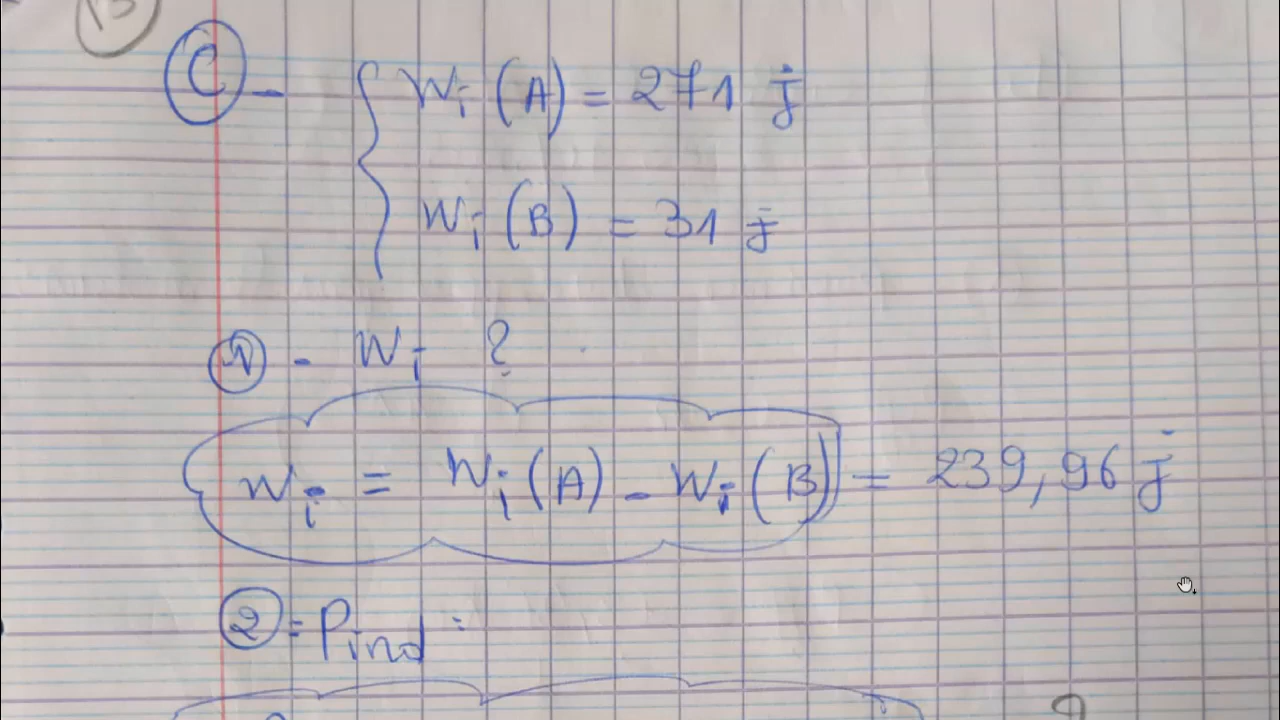 C - { Wi (A) = 271 j
Wi (B) = 31 j
1 - Wi ?
Wi = Wi (A) - Wi (B) = 239,96 j
2 = Pind :